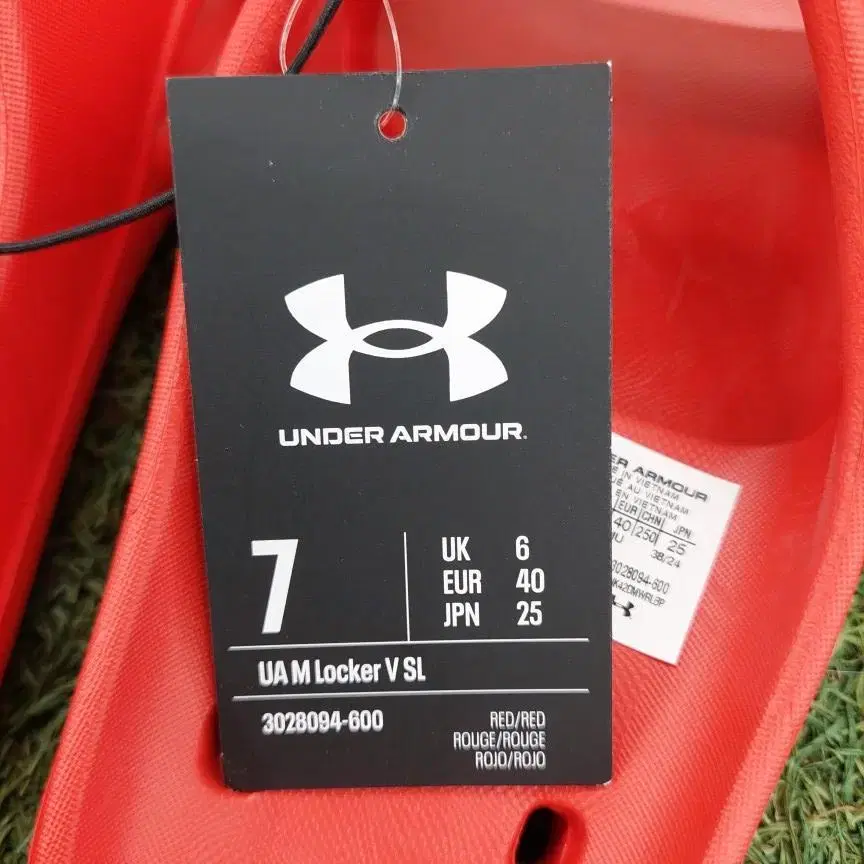 UNDER ARMOUR.
7
UK 6
EUR 40
JPN 25
UA M Locker V SL
3028094-600
RED/RED
ROUGE/ROUGE
ROJO/ROJO
ER ARMOUR
IN VIETNAM
AU VIETNAM
EN VIETNAM
EUR CHN JPN
40 250 25
38/24
3028094-600